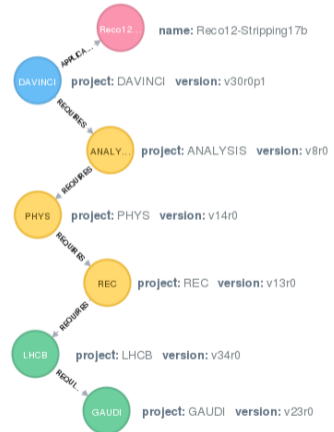 Reco12... name: Reco12-Stripping17b
APPLICA...
DAVINCI project: DAVINCI version: v30r0p1
REQUIRES
ANALY... project: ANALYSIS version: v8r0
REQUIRES
PHYS project: PHYS version: v14r0
REQUIRES
REC project: REC version: v13r0
REQUIRES
LHCB project: LHCB version: v34r0
REQUI...
GAUDI project: GAUDI version: v23r0